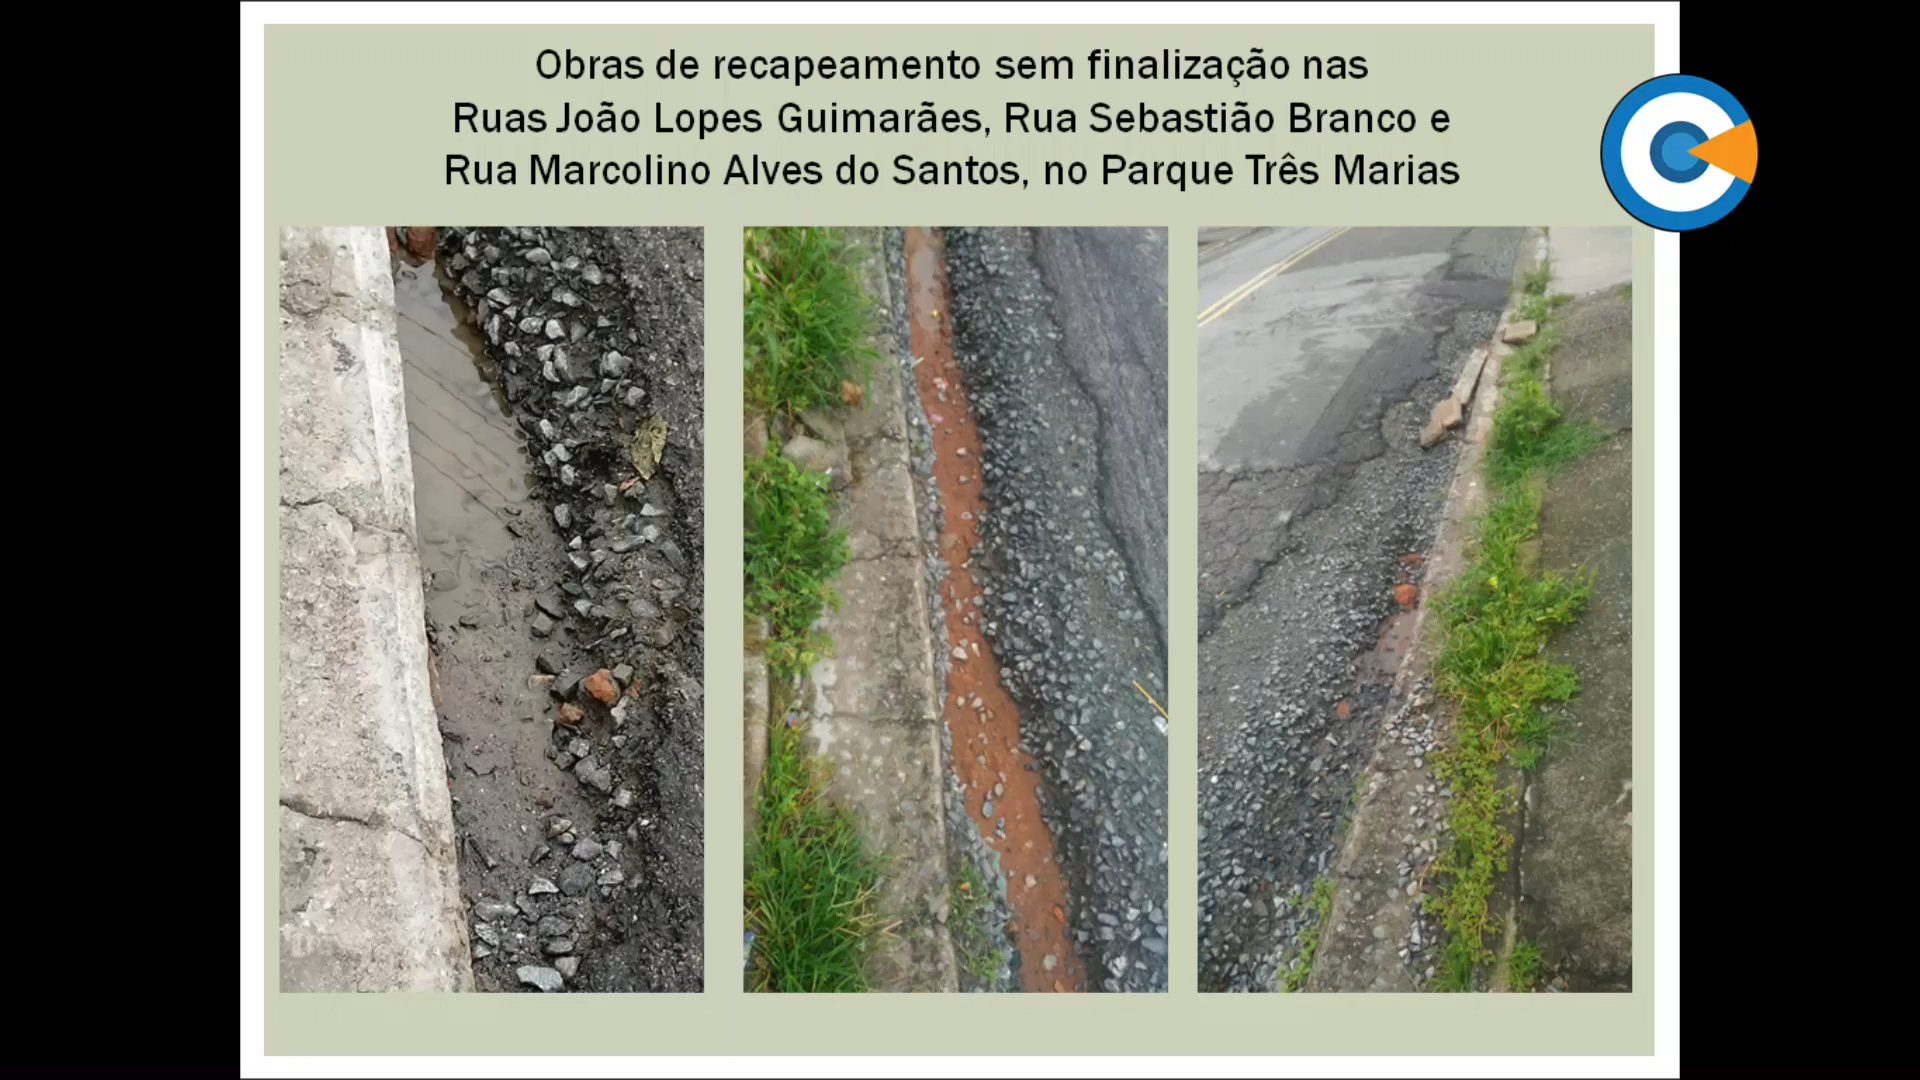 Obras de recapeamento sem finalização nas
Ruas João Lopes Guimarães, Rua Sebastião Branco e
Rua Marcolino Alves do Santos, no Parque Três Marias